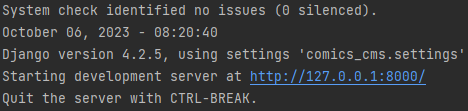 System check identified no issues (0 silenced).
October 06, 2023 - 08:20:40
Django version 4.2.5, using settings 'comics_cms.settings'
Starting development server at http://127.0.0.1:8000/
Quit the server with CTRL-BREAK.